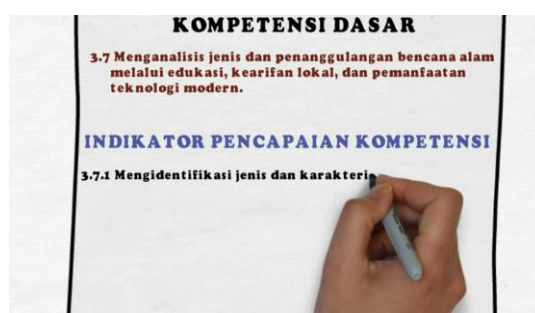 KOMPETENSI DASAR
3.7 Menganalisis jenis dan penanggulangan bencana alam
melalui edukasi, kearifan lokal, dan pemanfaatan
teknologi modern.
INDIKATOR PENCAPAIAN KOMPETENSI
3.7.1 Mengidentifikasi jenis dan karakteri